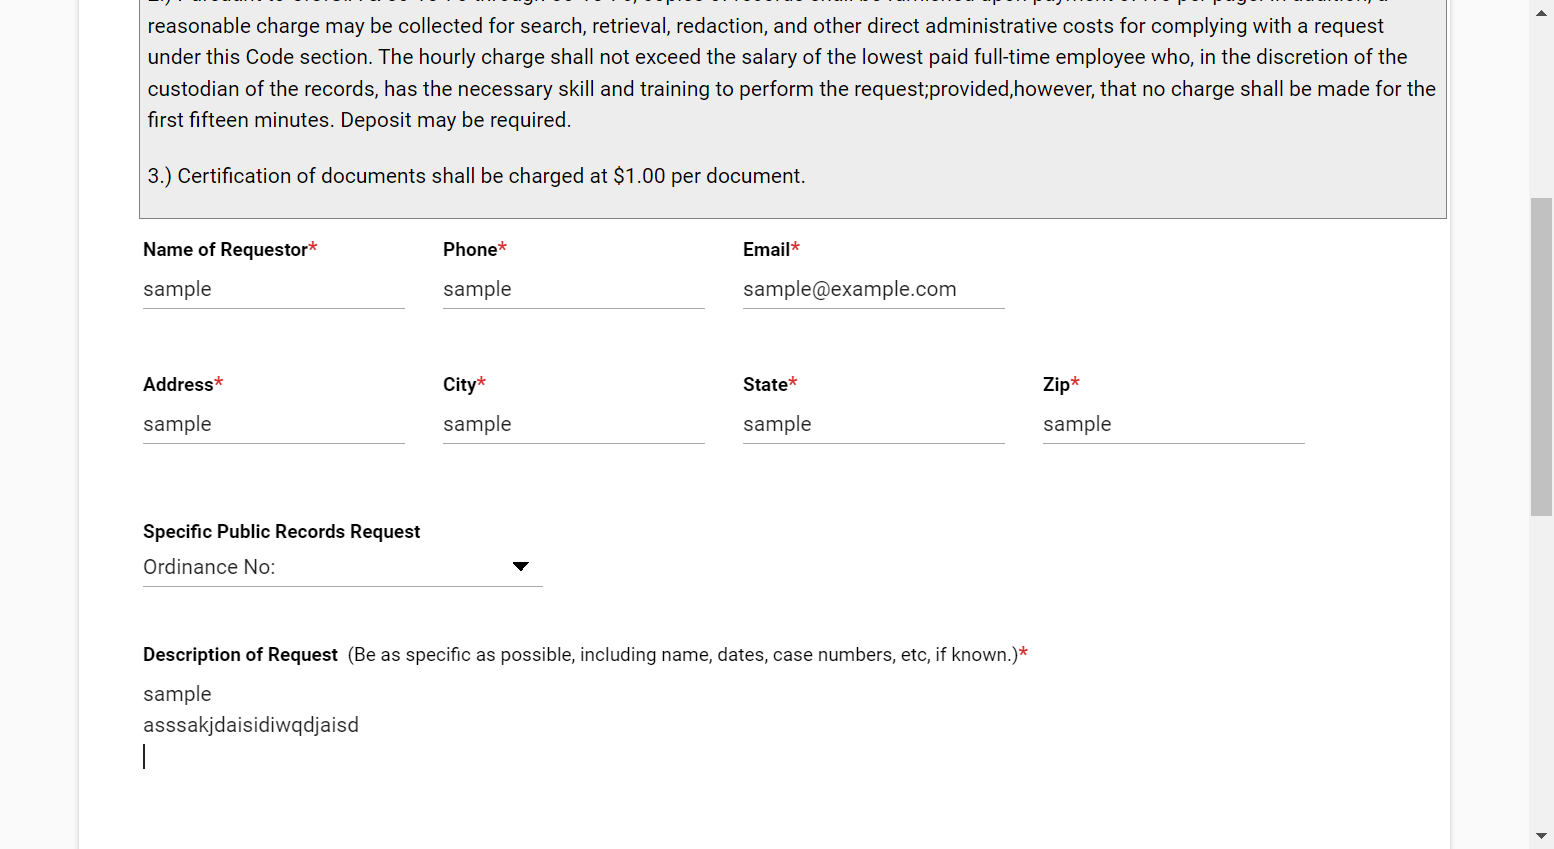 reasonable charge may be collected for search, retrieval, redaction, and other direct administrative costs for complying with a request
under this Code section. The hourly charge shall not exceed the salary of the lowest paid full-time employee who, in the discretion of the
custodian of the records, has the necessary skill and training to perform the request;provided,however, that no charge shall be made for the
first fifteen minutes. Deposit may be required.
3.) Certification of documents shall be charged at $1.00 per document.
Name of Requestor* Phone* Email*
sample sample sample@example.com
Address* City* State* Zip*
sample sample sample sample
Specific Public Records Request
Ordinance No:
Description of Request (Be as specific as possible, including name, dates, case numbers, etc, if known.)*
sample
asssakjdaisidiwqdjaisd